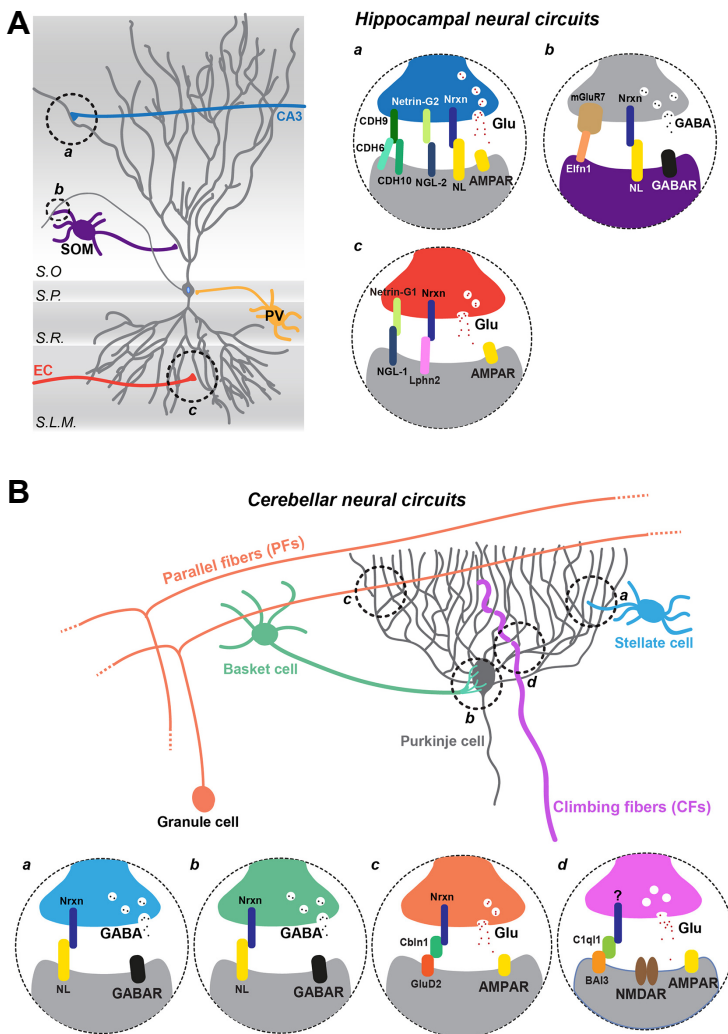 A
Hippocampal neural circuits
a
CA3
b
SOM
S.O
S.P.
PV
S.R.
EC
c
S.L.M.
a
Netrin-G2
Nrxn
CDH9
Glu
CDH6
CDH10
NGL-2
NL
AMPAR
b
mGluR7
Nrxn
GABA
Elfn1
NL
GABAR
c
Netrin-G1
Nrxn
Glu
NGL-1
Lphn2
AMPAR
B
Cerebellar neural circuits
Parallel fibers (PFs)
c
a
Stellate cell
Basket cell
d
b
Purkinje cell
Climbing fibers (CFs)
Granule cell
a
Nrxn
GABA
NL
GABAR
b
Nrxn
GABA
NL
GABAR
c
Nrxn
Glu
Cbln1
GluD2
AMPAR
d
?
Glu
C1ql1
BAI3
NMDAR
AMPAR